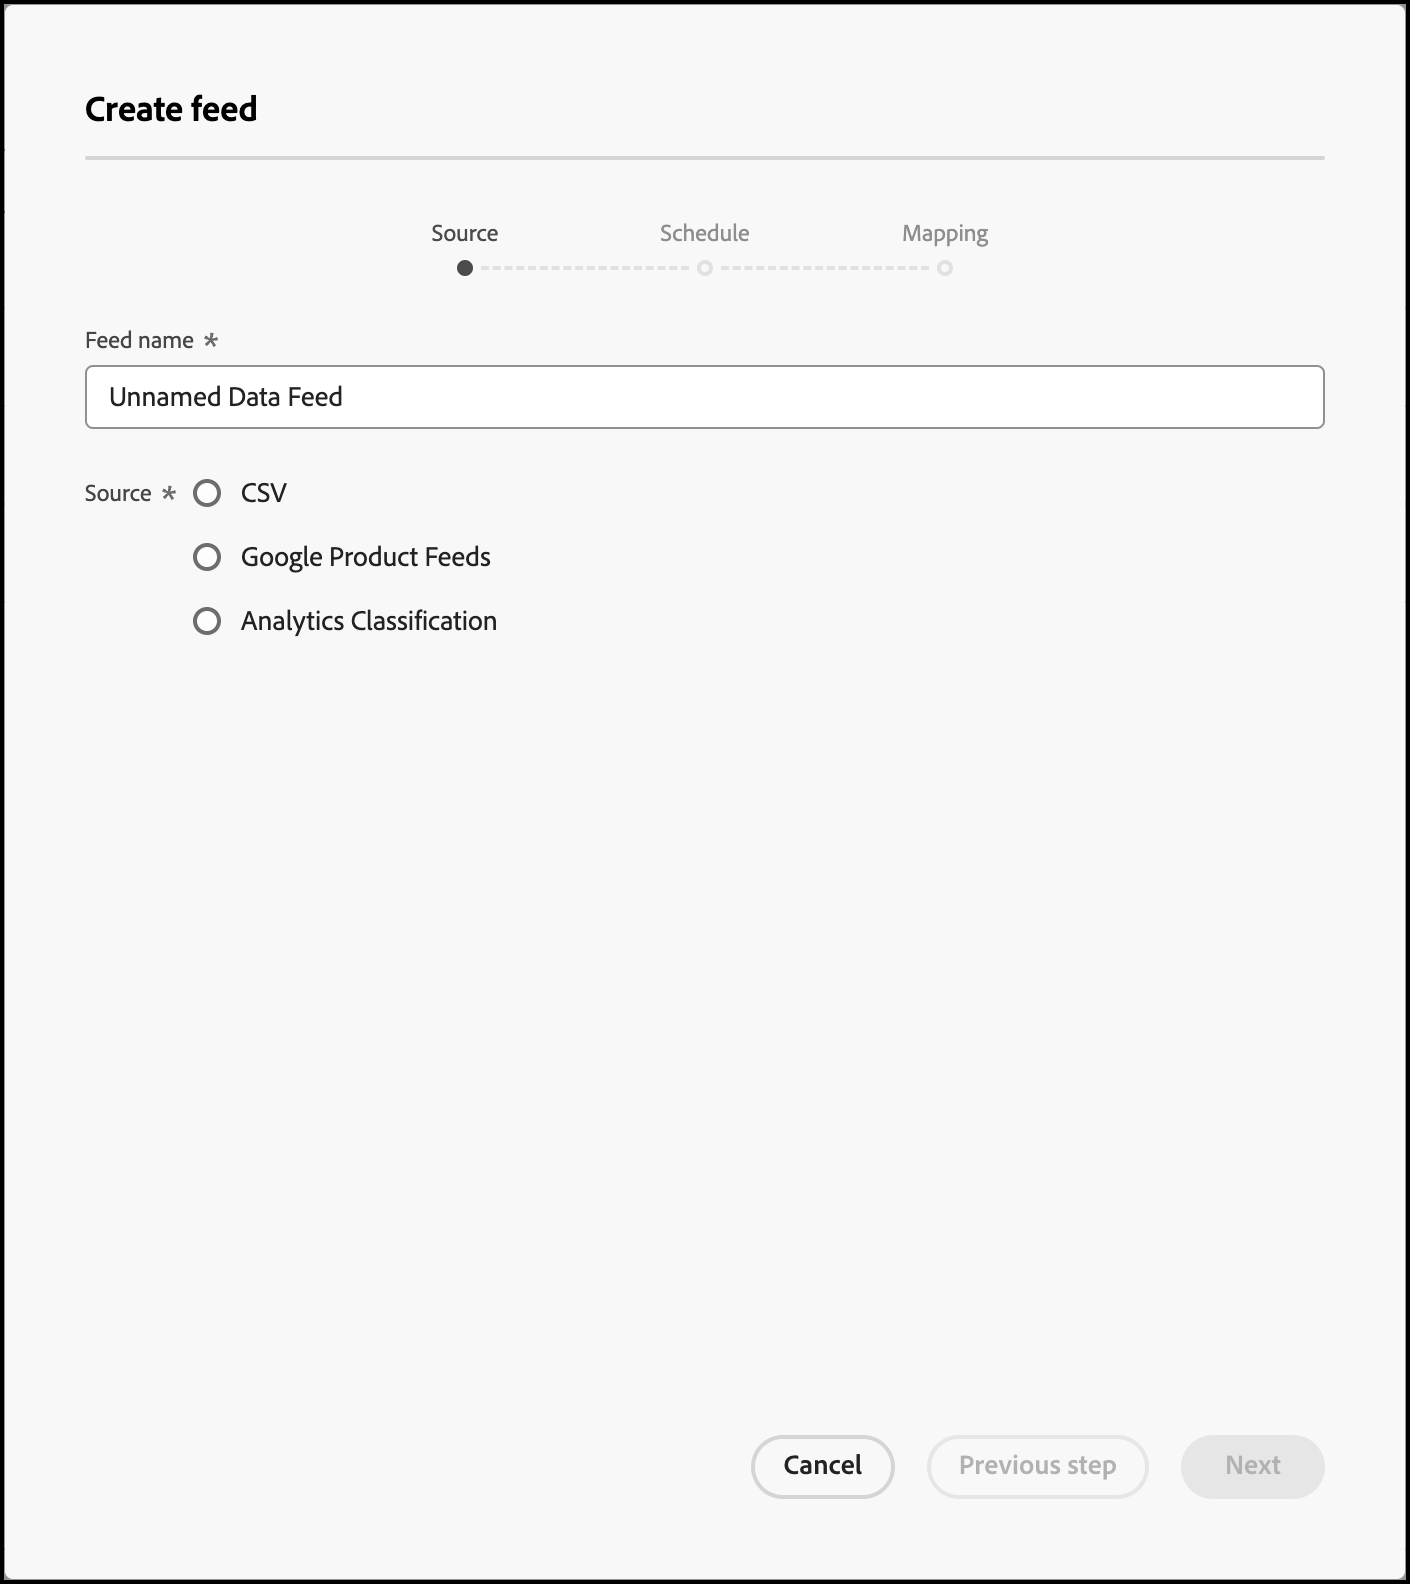 Create feed
Source Schedule Mapping
Feed name *
Unnamed Data Feed
Source * CSV
Google Product Feeds
Analytics Classification
Cancel Previous step Next